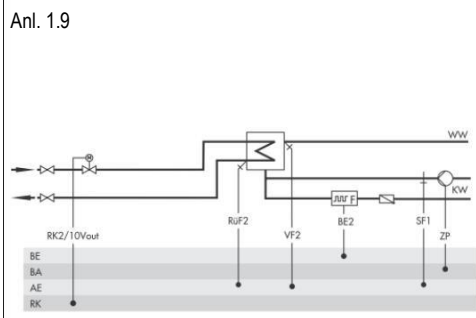 Anl. 1.9
WW
KW
RK2/10Vout
RüF2
VF2
BE2
SF1
ZP
F
BE
BA
AE
RK